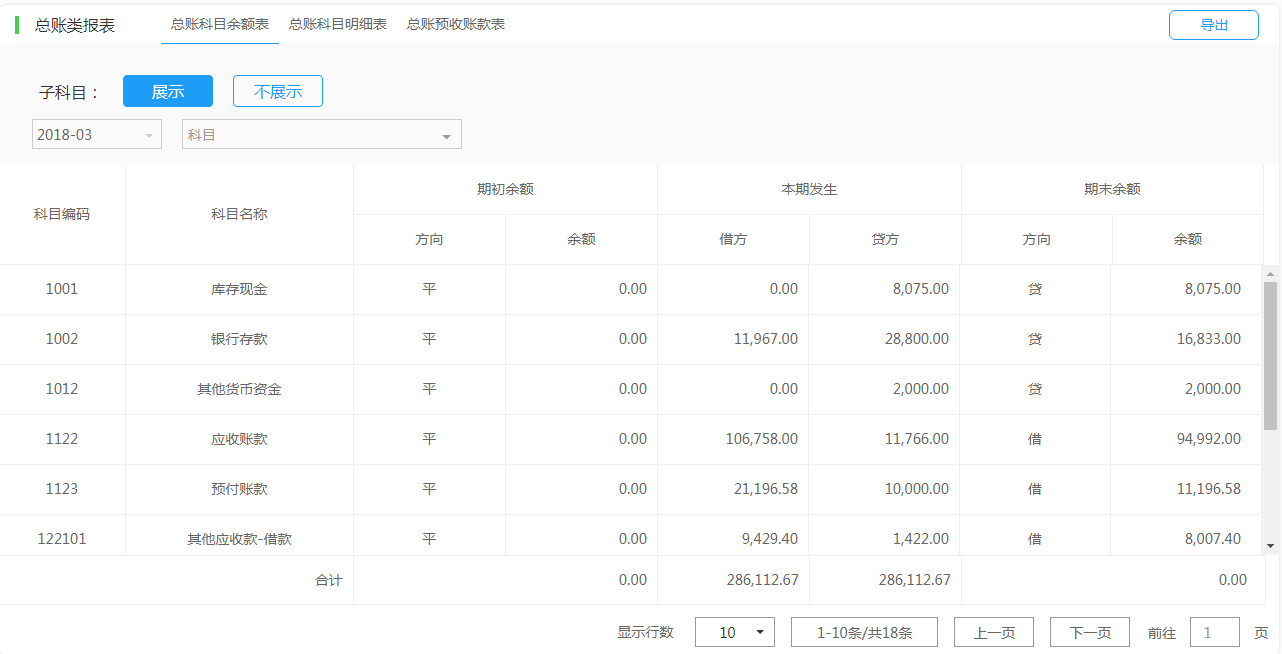 总账类报表 总账科目余额表 总账科目明细表 总账预收账款表 导出
子科目： 展示 不展示
2018-03 科目
科目编码 科目名称 期初余额 本期发生 期末余额
方向 余额 借方 贷方 方向 余额
1001 库存现金 平 0.00 0.00 8,075.00 贷 8,075.00
1002 银行存款 平 0.00 11,967.00 28,800.00 贷 16,833.00
1012 其他货币资金 平 0.00 0.00 2,000.00 贷 2,000.00
1122 应收账款 平 0.00 106,758.00 11,766.00 借 94,992.00
1123 预付账款 平 0.00 21,196.58 10,000.00 借 11,196.58
122101 其他应收款-借款 平 0.00 9,429.40 1,422.00 借 8,007.40
合计 0.00 286,112.67 286,112.67 0.00
显示行数 10 1-10条/共18条 上一页 下一页 前往 1 页